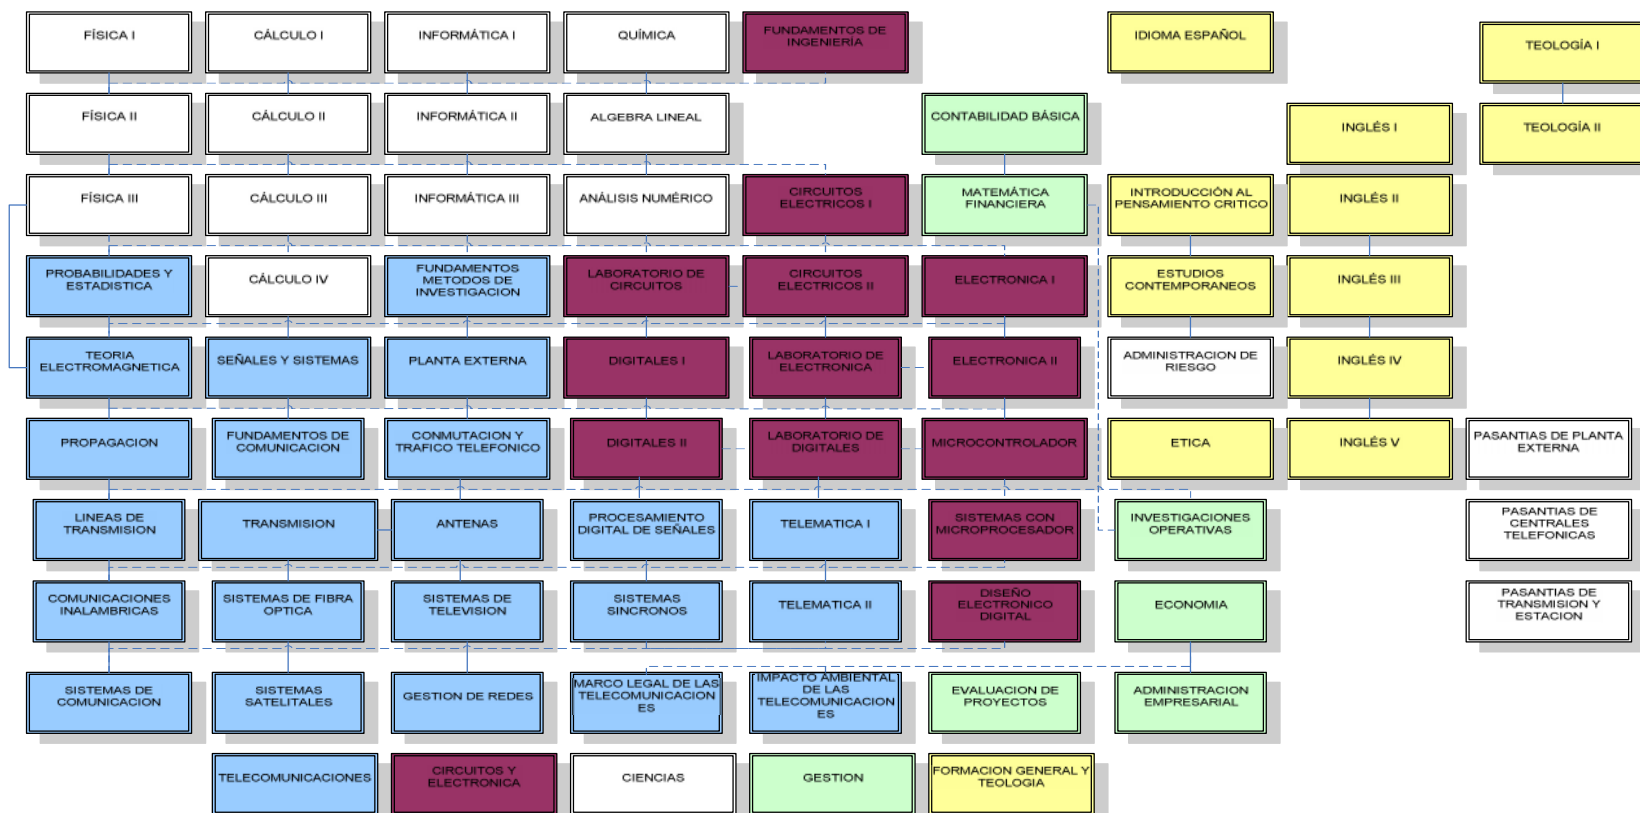 FÍSICA I
CÁLCULO I
INFORMÁTICA I
QUÍMICA
FUNDAMENTOS DE
INGENIERÍA
IDIOMA ESPAÑOL
TEOLOGÍA I
FÍSICA II
CÁLCULO II
INFORMÁTICA II
ALGEBRA LINEAL
CONTABILIDAD BÁSICA
INGLÉS I
TEOLOGÍA II
FÍSICA III
CÁLCULO III
INFORMÁTICA III
ANÁLISIS NUMÉRICO
CIRCUITOS
ELECTRICOS I
MATEMÁTICA
FINANCIERA
INTRODUCCIÓN AL
PENSAMIENTO CRITICO
INGLÉS II
PROBABILIDADES Y
ESTADISTICA
CÁLCULO IV
FUNDAMENTOS
METODOS DE
INVESTIGACION
LABORATORIO DE
CIRCUITOS
CIRCUITOS
ELECTRICOS II
ELECTRONICA I
ESTUDIOS
CONTEMPORANEOS
INGLÉS III
TEORIA
ELECTROMAGNETICA
SEÑALES Y SISTEMAS
PLANTA EXTERNA
DIGITALES I
LABORATORIO DE
ELECTRONICA
ELECTRONICA II
ADMINISTRACION DE
RIESGO
INGLÉS IV
PROPAGACION
FUNDAMENTOS DE
COMUNICACION
CONMUTACION Y
TRAFICO TELEFONICO
DIGITALES II
LABORATORIO DE
DIGITALES
MICROCONTROLADOR
ETICA
INGLÉS V
PASANTIAS DE PLANTA
EXTERNA
LINEAS DE
TRANSMISION
TRANSMISION
ANTENAS
PROCESAMIENTO
DIGITAL DE SEÑALES
TELEMATICA I
SISTEMAS CON
MICROPROCESADOR
INVESTIGACIONES
OPERATIVAS
PASANTIAS DE
CENTRALES
TELEFONICAS
COMUNICACIONES
INALAMBRICAS
SISTEMAS DE FIBRA
OPTICA
SISTEMAS DE
TELEVISION
SISTEMAS
SINCRONOS
TELEMATICA II
DISEÑO
ELECTRONICO
DIGITAL
ECONOMIA
PASANTIAS DE
TRANSMISION Y
ESTACION
SISTEMAS DE
COMUNICACION
SISTEMAS
SATELITALES
GESTION DE REDES
MARCO LEGAL DE LAS
TELECOMUNICACION
ES
IMPACTO AMBIENTAL
DE LAS
TELECOMUNICACION
ES
EVALUACION DE
PROYECTOS
ADMINISTRACION
EMPRESARIAL
TELECOMUNICACIONES
CIRCUITOS Y
ELECTRONICA
CIENCIAS
GESTION
FORMACION GENERAL Y
TEOLOGIA